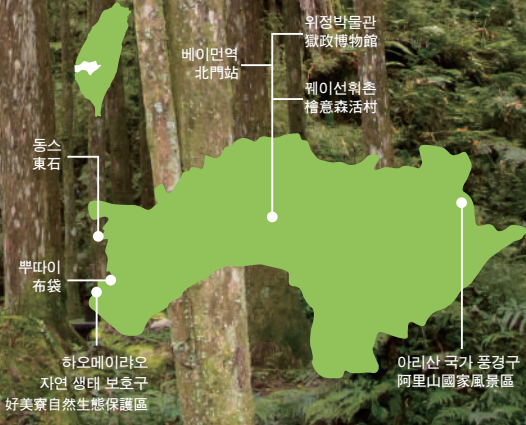 위정박물관
獄政博物館
베이먼역
北門站
퀘이선훠촌
檜意森活村
동스
東石
뿌따이
布袋
하오메이랴오
자연 생태 보호구
好美寮自然生態保護區
아리산 국가 풍경구
阿里山國家風景區